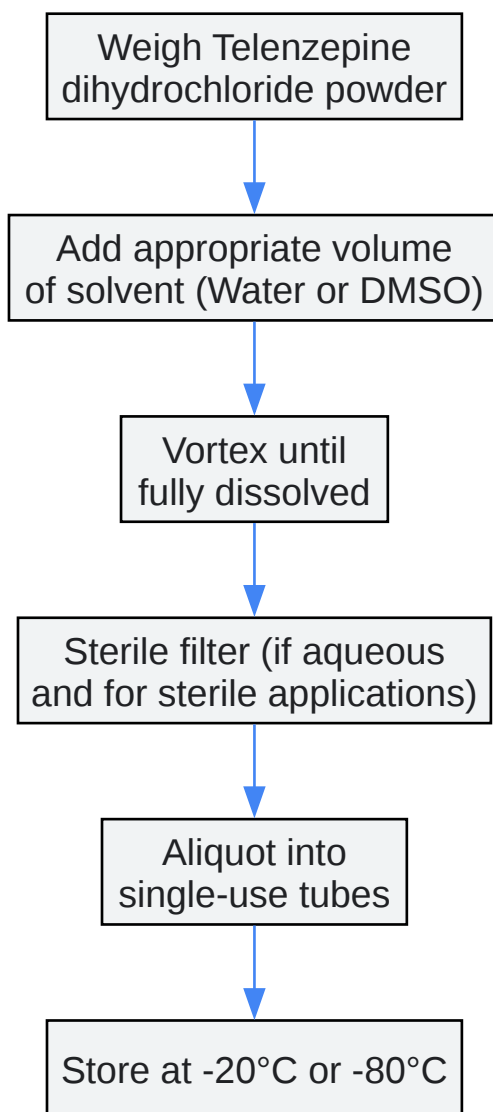 Weigh Telenzepine
dihydrochloride powder
Add appropriate volume
of solvent (Water or DMSO)
Vortex until
fully dissolved
Sterile filter (if aqueous
and for sterile applications)
Aliquot into
single-use tubes
Store at -20°C or -80°C